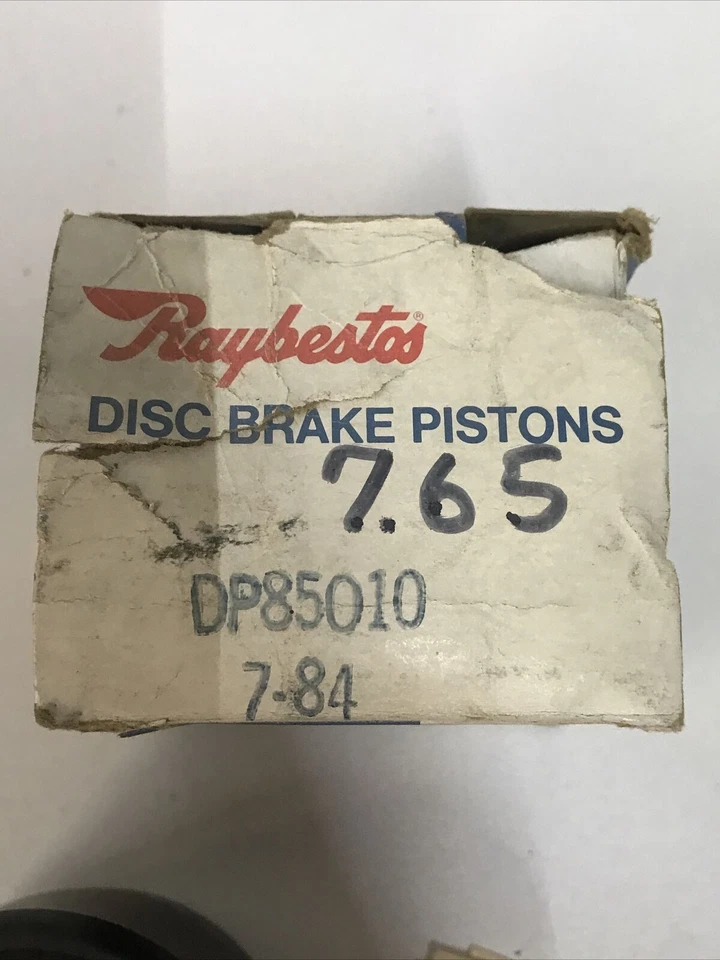 Raybestos®
DISC BRAKE PISTONS
7.65
DP85010
7-84